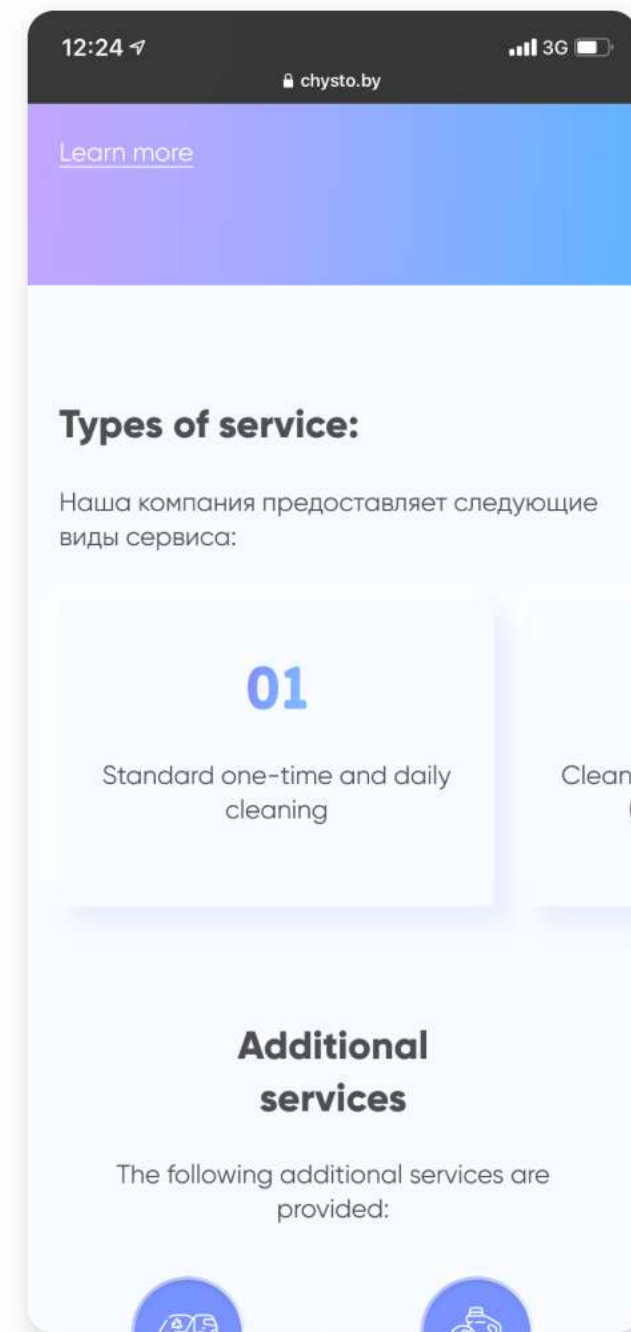 12:24
3G
chysto.by
Learn more
Types of service:
Наша компания предоставляет следующие
виды сервиса:
01
Standard one-time and daily
cleaning
Clean
Additional
services
The following additional services are
provided: